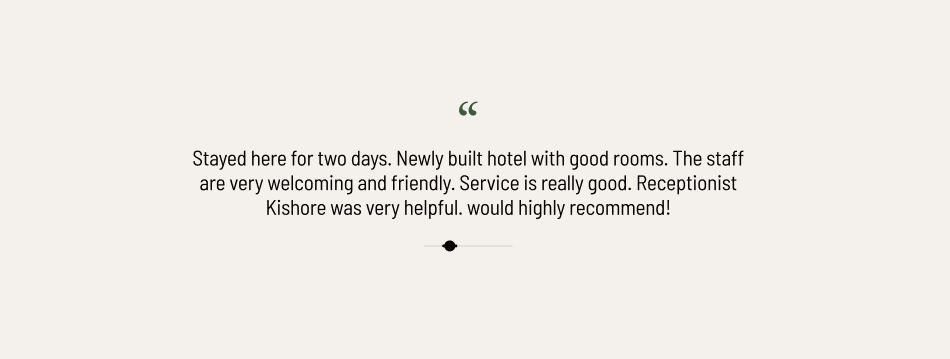 “
Stayed here for two days. Newly built hotel with good rooms. The staff
are very welcoming and friendly. Service is really good. Receptionist
Kishore was very helpful. would highly recommend!